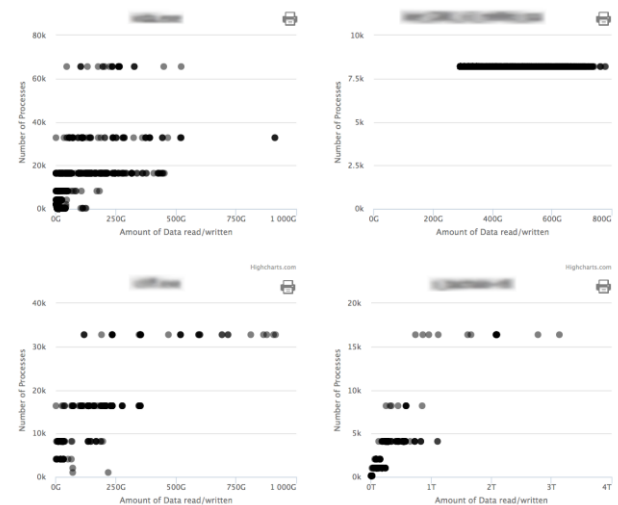 80k
60k
40k
20k
0k
Number of Processes
0G 250G 500G 750G 1 000G
Amount of Data read/written
10k
7.5k
5k
2.5k
0k
Number of Processes
0G 200G 400G 600G 800G
Amount of Data read/written
Highcharts.com
40k
30k
20k
10k
0k
Number of Processes
0G 250G 500G 750G 1 000G
Amount of Data read/written
Highcharts.com
20k
15k
10k
5k
0k
Number of Processes
0T 1T 2T 3T 4T
Amount of Data read/written